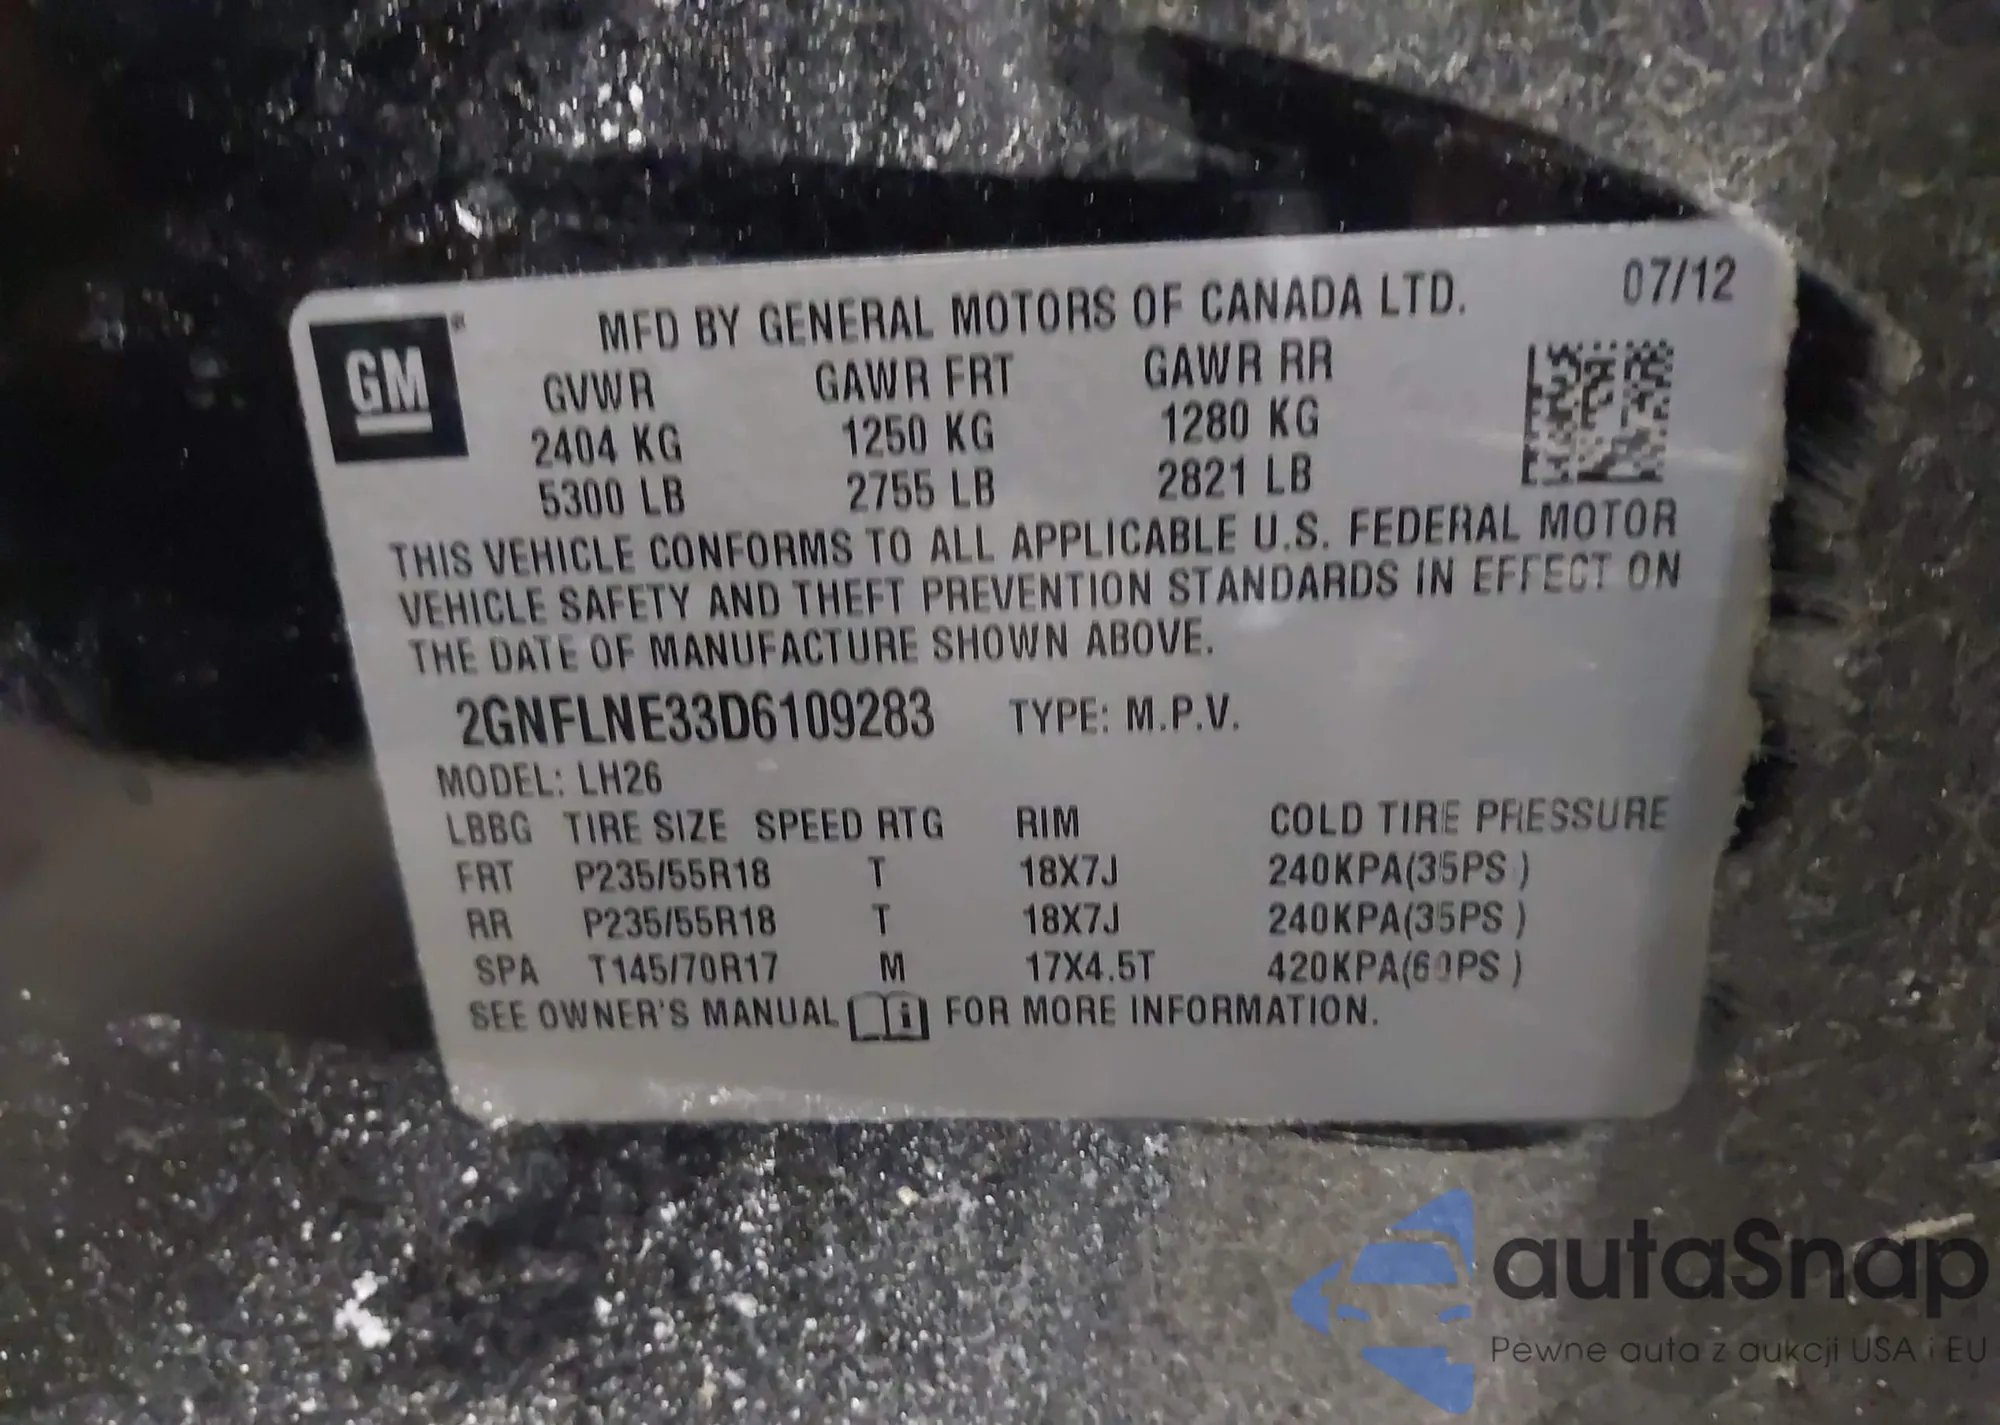 GM
MFD BY GENERAL MOTORS OF CANADA LTD. 07/12
GVWR GAWR FRT GAWR RR
2404 KG 1250 KG 1280 KG
5300 LB 2755 LB 2821 LB
THIS VEHICLE CONFORMS TO ALL APPLICABLE U.S. FEDERAL MOTOR
VEHICLE SAFETY AND THEFT PREVENTION STANDARDS IN EFFECT ON
THE DATE OF MANUFACTURE SHOWN ABOVE.
2GNFLNE33D6109283 TYPE: M.P.V.
MODEL: LH26
LBBG TIRE SIZE SPEED RTG RIM COLD TIRE PRESSURE
FRT P235/55R18 T 18X7J 240KPA(35PS )
RR P235/55R18 T 18X7J 240KPA(35PS )
SPA T145/70R17 M 17X4.5T 420KPA(60PS )
SEE OWNER'S MANUAL i FOR MORE INFORMATION.
autaSnap
Pewne auta z aukcji USA i EU